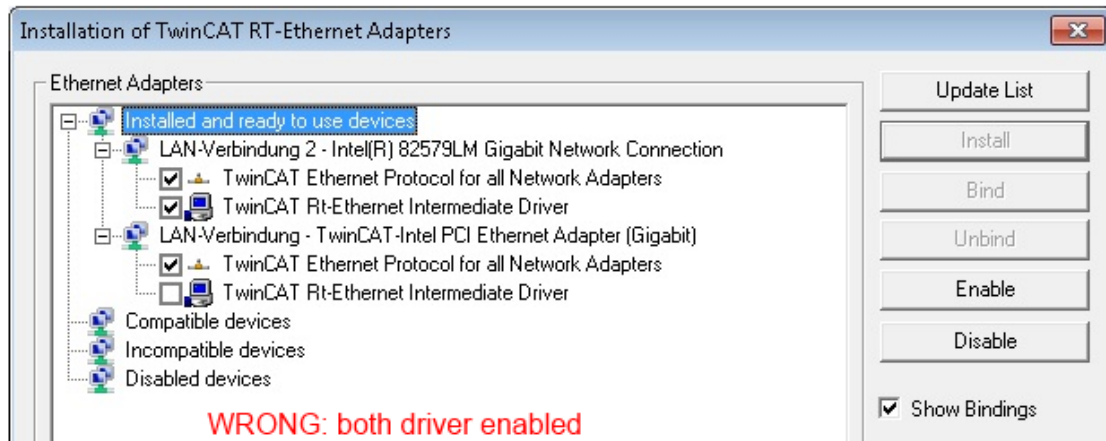 Installation of TwinCAT RT-Ethernet Adapters
Ethernet Adapters
Installed and ready to use devices
LAN-Verbindung 2 - Intel(R) 82579LM Gigabit Network Connection
TwinCAT Ethernet Protocol for all Network Adapters
TwinCAT Rt-Ethernet Intermediate Driver
LAN-Verbindung - TwinCAT-Intel PCI Ethernet Adapter (Gigabit)
TwinCAT Ethernet Protocol for all Network Adapters
TwinCAT Rt-Ethernet Intermediate Driver
Compatible devices
Incompatible devices
Disabled devices
WRONG: both driver enabled
Update List
Install
Bind
Unbind
Enable
Disable
Show Bindings